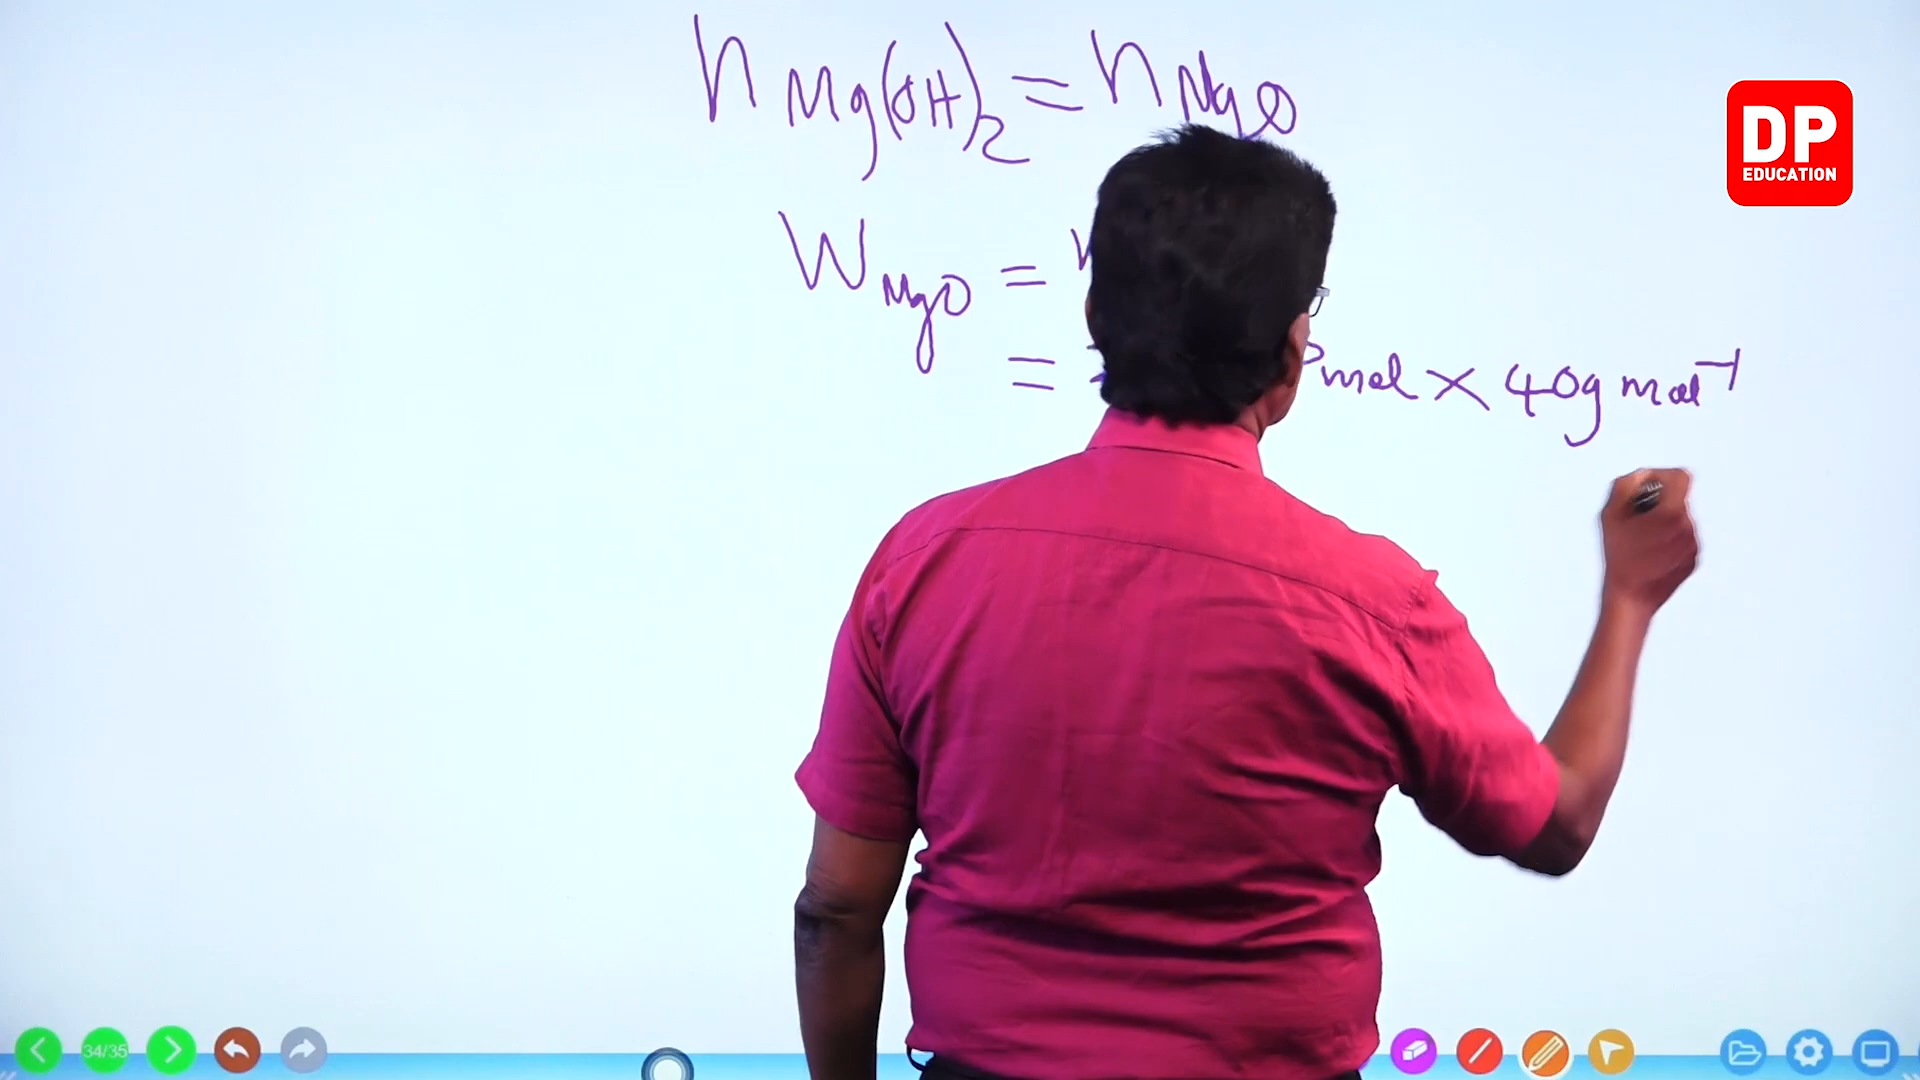 n Mg(OH)₂ = n MgO
W MgO =
= mol × 40g mol⁻¹
DP
EDUCATION
34/35